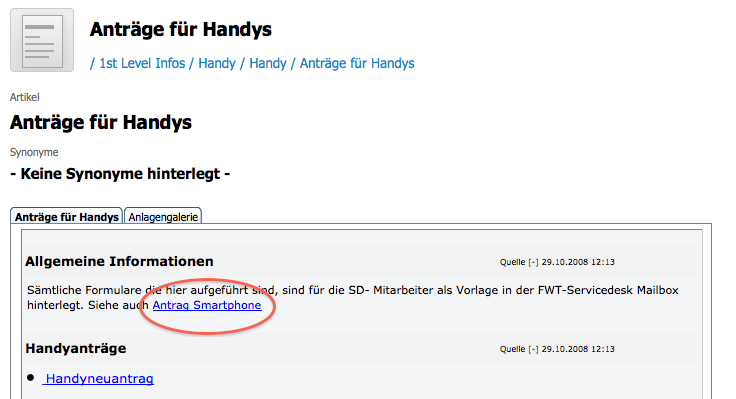 Anträge für Handys
/ 1st Level Infos / Handy / Handy / Anträge für Handys
Artikel
Anträge für Handys
Synonyme
- Keine Synonyme hinterlegt -
Anträge für Handys Anlagengalerie
Allgemeine Informationen Quelle [-] 29.10.2008 12:13
Sämtliche Formulare die hier aufgeführt sind, sind für die SD- Mitarbeiter als Vorlage in der FWT-Servicedesk Mailbox
hinterlegt. Siehe auch Antrag Smartphone
Handyanträge Quelle [-] 29.10.2008 12:13
• Handyneuantrag